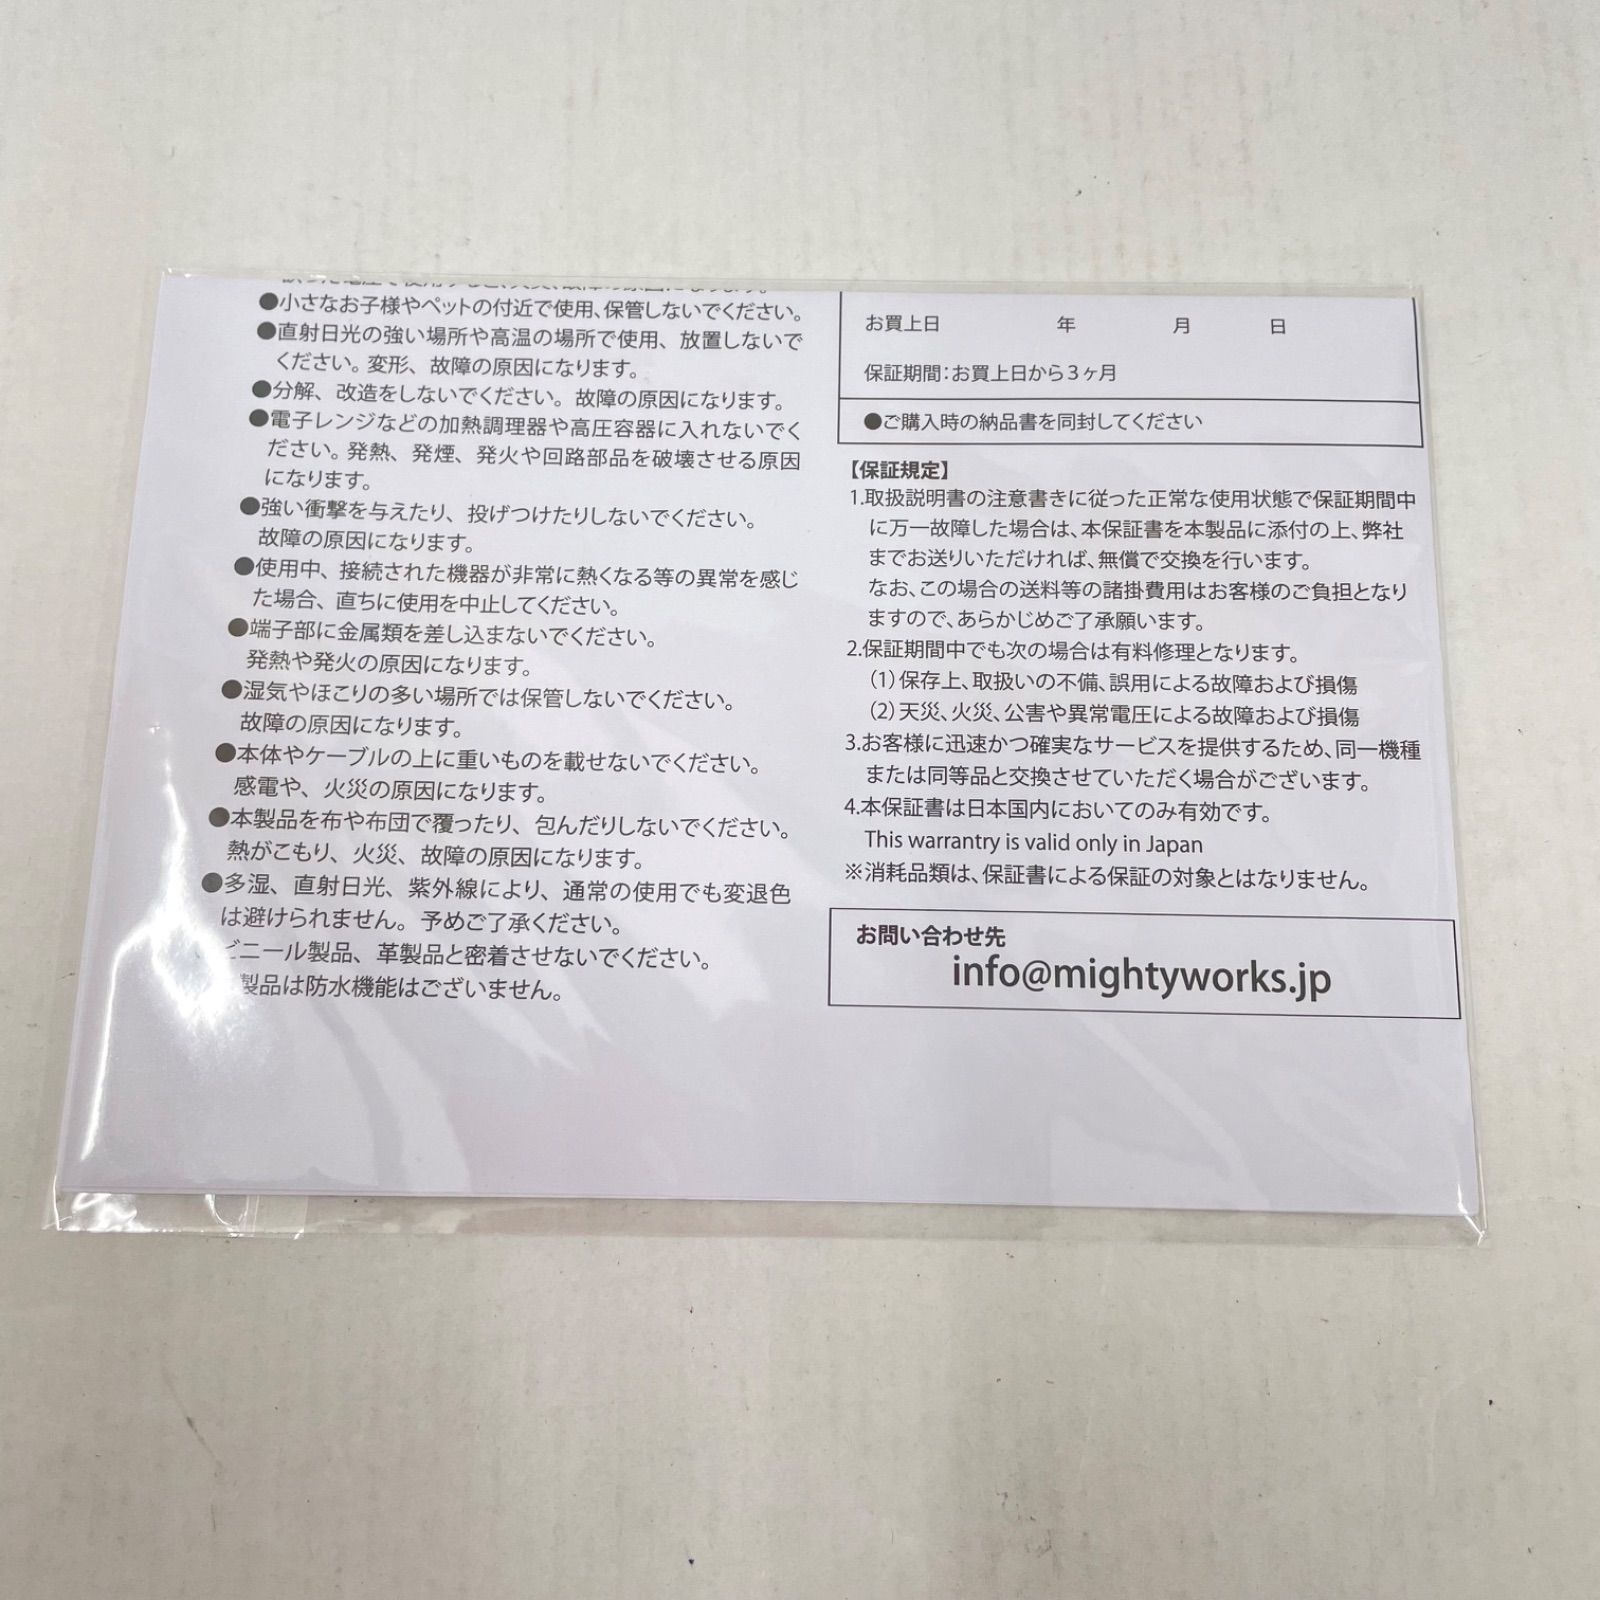 ●小さなお子様やペットの付近で使用、保管しないでください。
●直射日光の強い場所や高温の場所で使用、放置しないで
ください。変形、故障の原因になります。
●分解、改造をしないでください。故障の原因になります。
●電子レンジなどの加熱調理器や高圧容器に入れないでく
ださい。発熱、発煙、発火や回路部品を破壊させる原因
になります。
●強い衝撃を与えたり、投げつけたりしないでください。
故障の原因になります。
●使用中、接続された機器が非常に熱くなる等の異常を感じ
た場合、直ちに使用を中止してください。
●端子部に金属類を差し込まないでください。
発熱や発火の原因になります。
●湿気やほこりの多い場所では保管しないでください。
故障の原因になります。
●本体やケーブルの上に重いものを載せないでください。
感電や、火災の原因になります。
●本製品を布や布団で覆ったり、包んだりしないでください。
熱がこもり、火災、故障の原因になります。
●多湿、直射日光、紫外線により、通常の使用でも変退色
は避けられません。予めご了承ください。
ビニール製品、革製品と密着させないでください。
製品は防水機能はございません。
お買上日 年 月 日
保証期間：お買上日から3ヶ月
●ご購入時の納品書を同封してください
【保証規定】
1.取扱説明書の注意書きに従った正常な使用状態で保証期間中
に万一故障した場合は、本保証書を本製品に添付の上、弊社
までお送りいただければ、無償で交換を行います。
なお、この場合の送料等の諸掛費用はお客様のご負担となり
ますので、あらかじめご了承願います。
2.保証期間中でも次の場合は有料修理となります。
（1）保存上、取扱いの不備、誤用による故障および損傷
（2）天災、火災、公害や異常電圧による故障および損傷
3.お客様に迅速かつ確実なサービスを提供するため、同一機種
または同等品と交換させていただく場合がございます。
4.本保証書は日本国内においてのみ有効です。
This warrantry is valid only in Japan
※消耗品類は、保証書による保証の対象とはなりません。
お問い合わせ先
info@mightyworks.jp